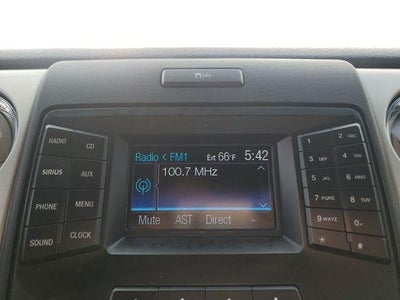 OFF
Radio < FM1 Ext 66°F 5:42
100.7 MHz
Mute AST Direct -
RADIO CD
SIRIUS AUX
PHONE MENU
SOUND CLOCK
1 2 ABC
3 DEF 4 GHI
5 JKL 6 MNO
7 PQRS 8 TUV
9 WXYZ 0+
* #